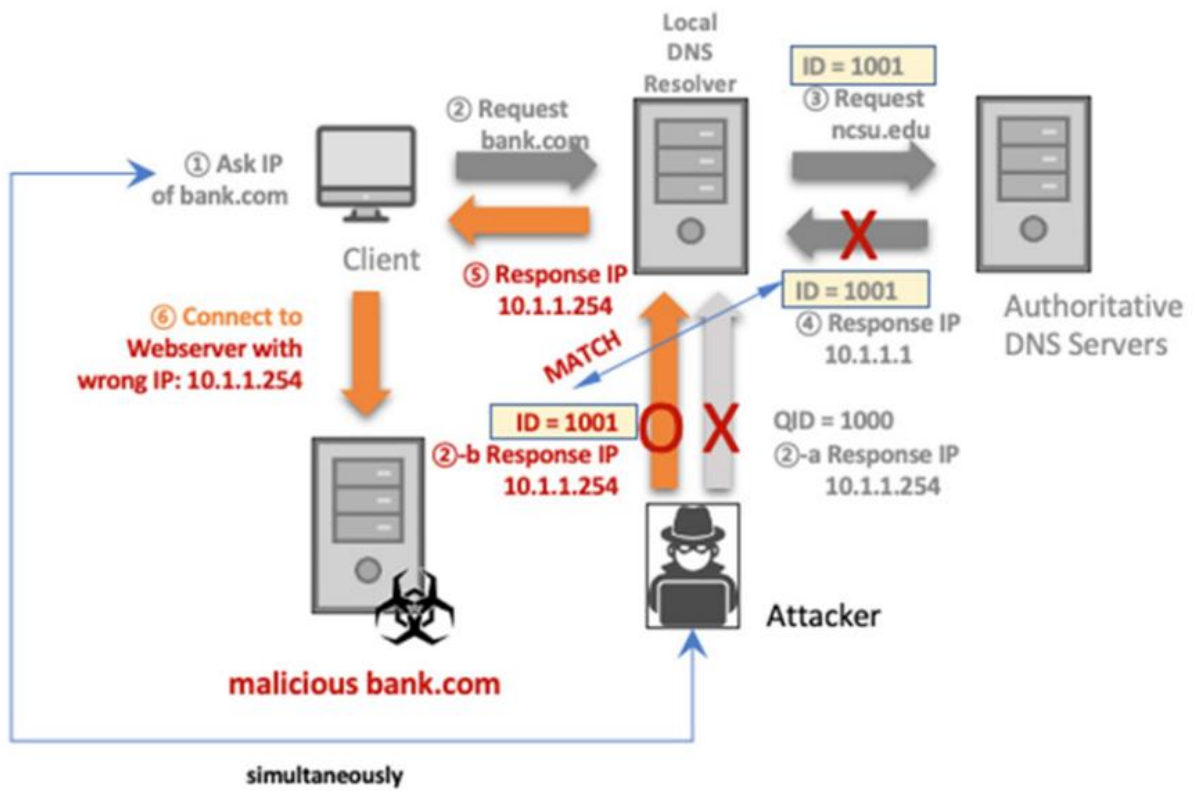 Local
DNS
Resolver
ID = 1001
③ Request
ncsu.edu
② Request
bank.com
① Ask IP
of bank.com
Client
⑤ Response IP
10.1.1.254
ID = 1001
④ Response IP
10.1.1.1
Authoritative
DNS Servers
⑥ Connect to
Webserver with
wrong IP: 10.1.1.254
MATCH
ID = 1001
②-b Response IP
10.1.1.254
O
X
X
QID = 1000
②-a Response IP
10.1.1.254
Attacker
malicious bank.com
simultaneously